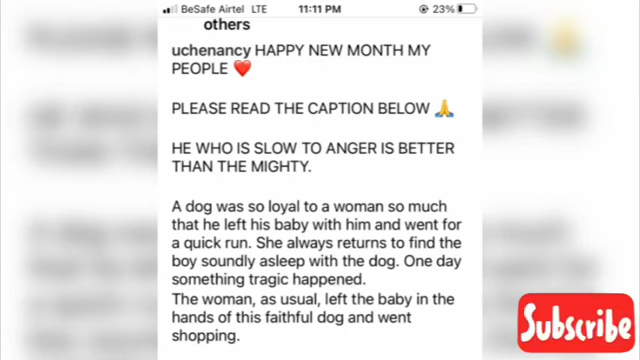 BeSafe Airtel LTE 11:11 PM 23%
others
uchenancy HAPPY NEW MONTH MY
PEOPLE ❤️
PLEASE READ THE CAPTION BELOW 🙏
HE WHO IS SLOW TO ANGER IS BETTER
THAN THE MIGHTY.
A dog was so loyal to a woman so much
that he left his baby with him and went for
a quick run. She always returns to find the
boy soundly asleep with the dog. One day
something tragic happened.
The woman, as usual, left the baby in the
hands of this faithful dog and went
shopping.
Subscribe